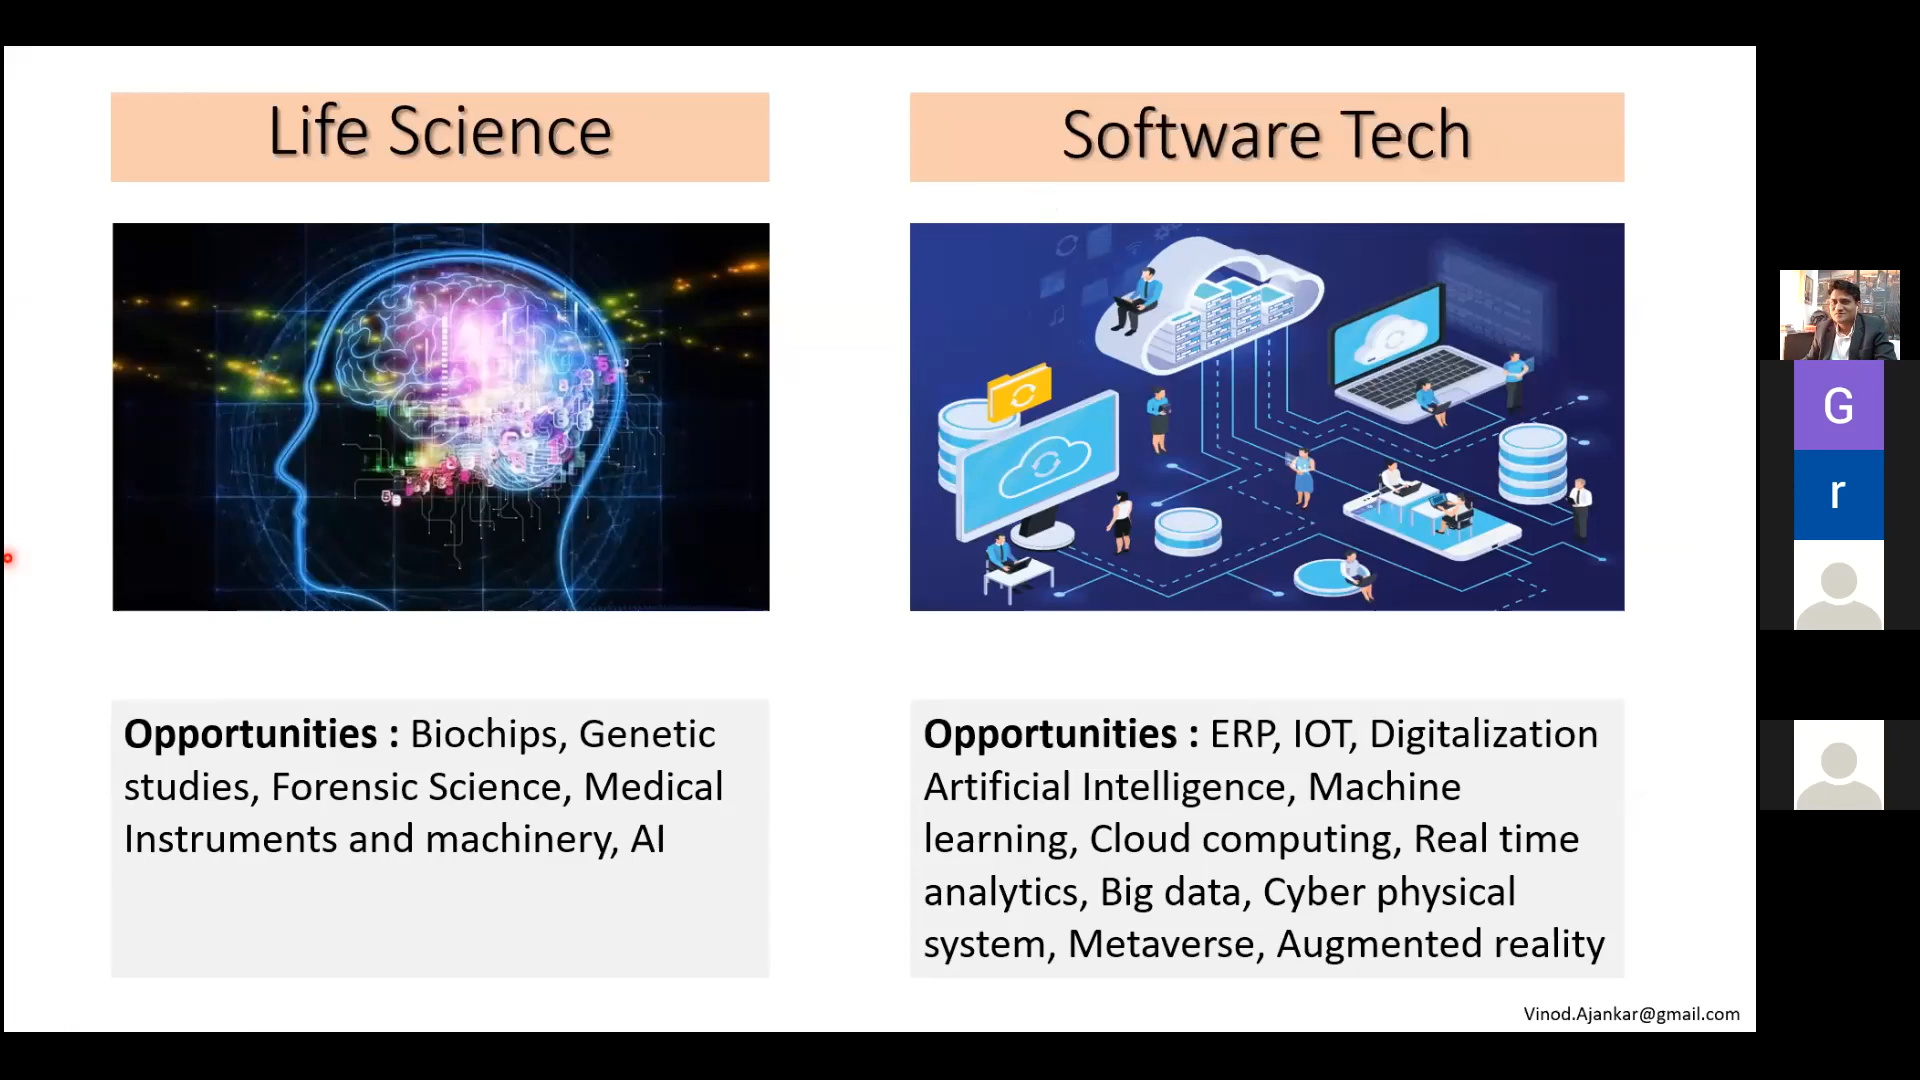 Life Science
Software Tech
Opportunities : Biochips, Genetic
studies, Forensic Science, Medical
Instruments and machinery, AI
Opportunities : ERP, IOT, Digitalization
Artificial Intelligence, Machine
learning, Cloud computing, Real time
analytics, Big data, Cyber physical
system, Metaverse, Augmented reality
Vinod.Ajankar@gmail.com
G
r